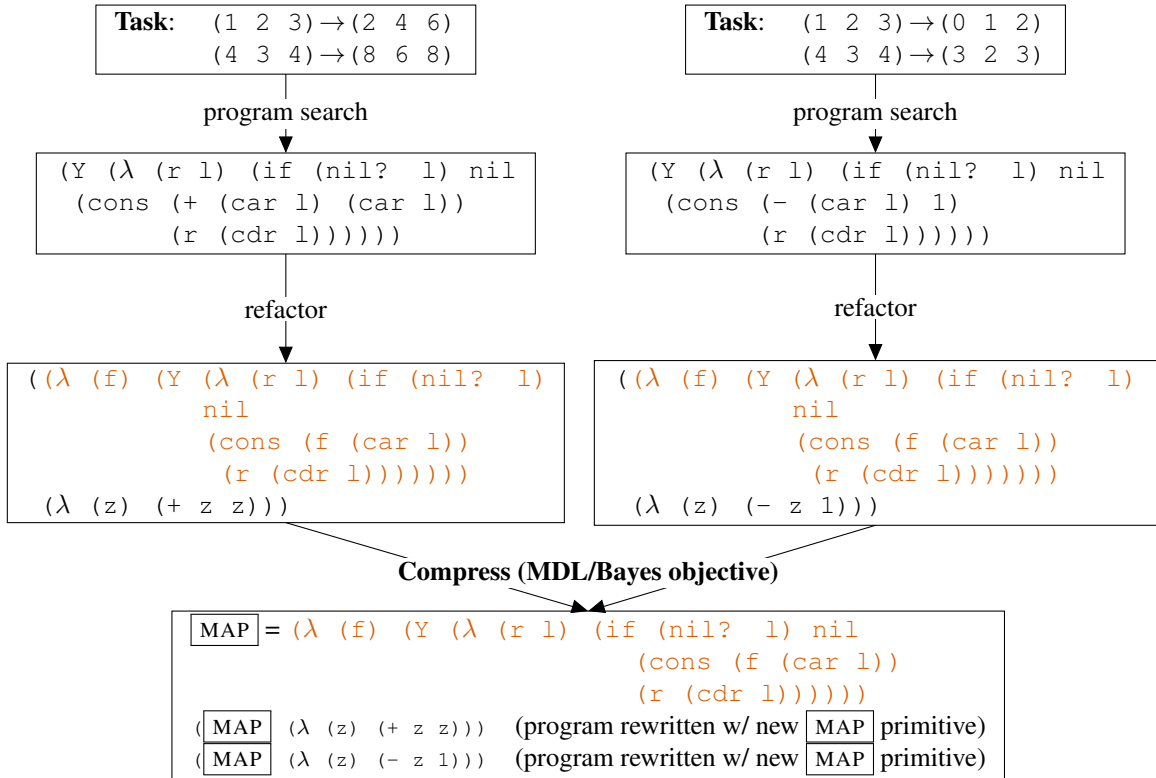 Task: (1 2 3)→(2 4 6)
(4 3 4)→(8 6 8)
program search
(Y (λ (r l) (if (nil? l) nil
(cons (+ (car l) (car l))
(r (cdr l))))))
refactor
((λ (f) (Y (λ (r l) (if (nil? l)
nil
(cons (f (car l))
(r (cdr l)))))))
(λ (z) (+ z z)))
Task: (1 2 3)→(0 1 2)
(4 3 4)→(3 2 3)
program search
(Y (λ (r l) (if (nil? l) nil
(cons (- (car l) 1)
(r (cdr l))))))
refactor
((λ (f) (Y (λ (r l) (if (nil? l)
nil
(cons (f (car l))
(r (cdr l)))))))
(λ (z) (- z 1)))
Compress (MDL/Bayes objective)
MAP = (λ (f) (Y (λ (r l) (if (nil? l) nil
(cons (f (car l))
(r (cdr l))))))
(MAP (λ (z) (+ z z))) (program rewritten w/ new MAP primitive)
(MAP (λ (z) (- z 1))) (program rewritten w/ new MAP primitive)